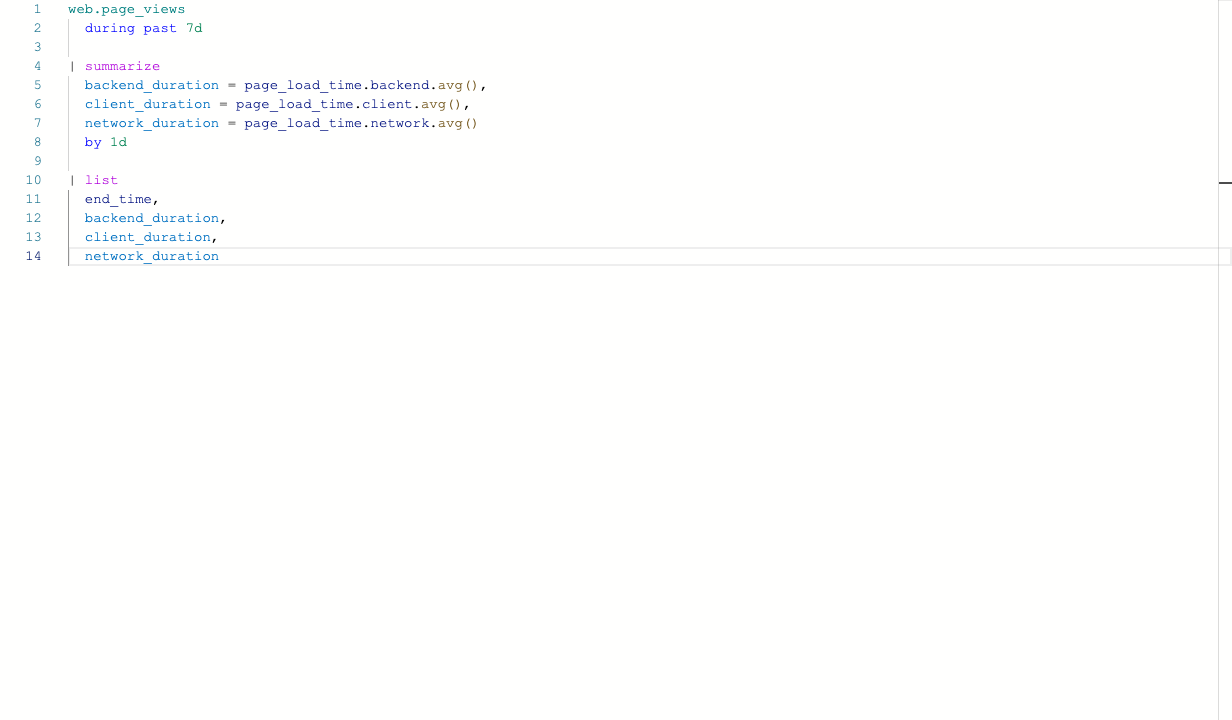 1 web.page_views
2 during past 7d
3
4 | summarize
5 backend_duration = page_load_time.backend.avg(),
6 client_duration = page_load_time.client.avg(),
7 network_duration = page_load_time.network.avg()
8 by 1d
9
10 | list
11 end_time,
12 backend_duration,
13 client_duration,
14 network_duration